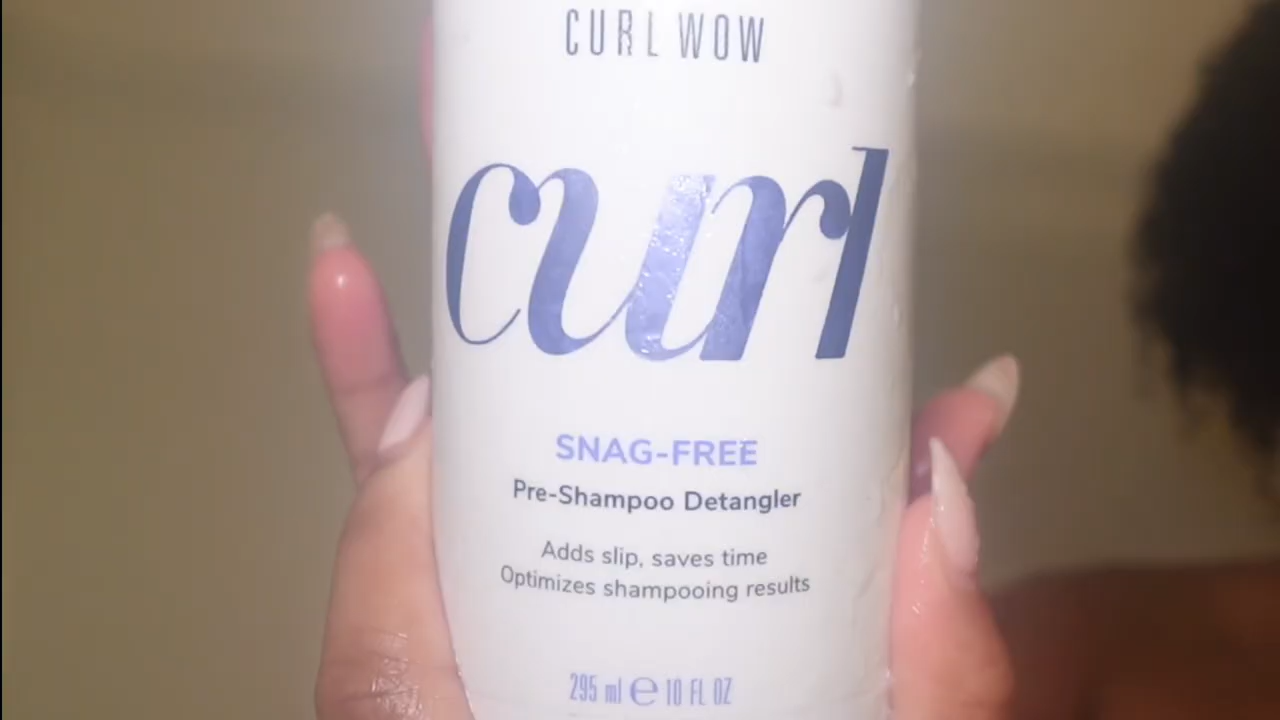 CURL WOW
curl
SNAG-FREE
Pre-Shampoo Detangler
Adds slip, saves time
Optimizes shampooing results
295 ml ℮ 10 FL OZ